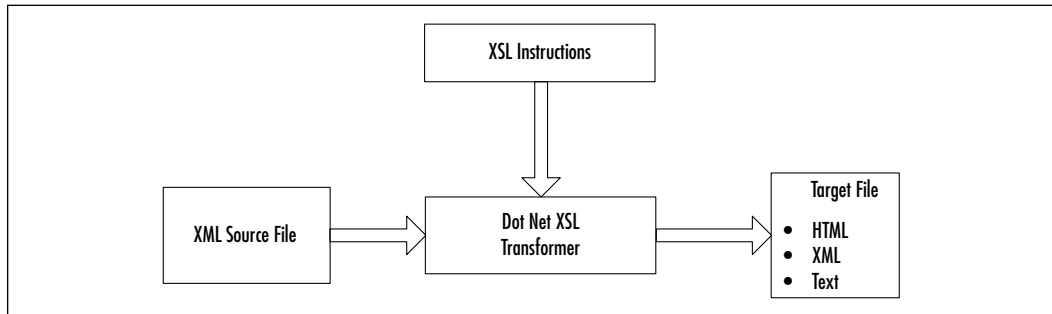 XSL Instructions
XML Source File
Dot Net XSL
Transformer
Target File
• HTML
• XML
• Text